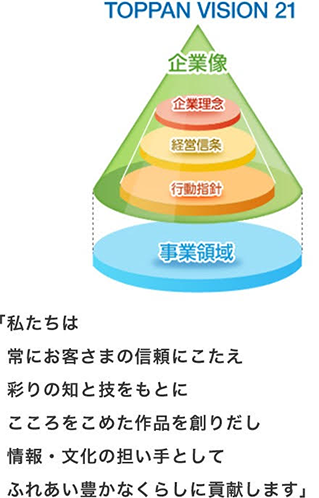 TOPPAN VISION 21
企業像
企業理念
経営信条
行動指針
事業領域
「私たちは
常にお客さまの信頼にこたえ
彩りの知と技をもとに
こころをこめた作品を創りだし
情報・文化の担い手として
ふれあい豊かなくらしに貢献します」